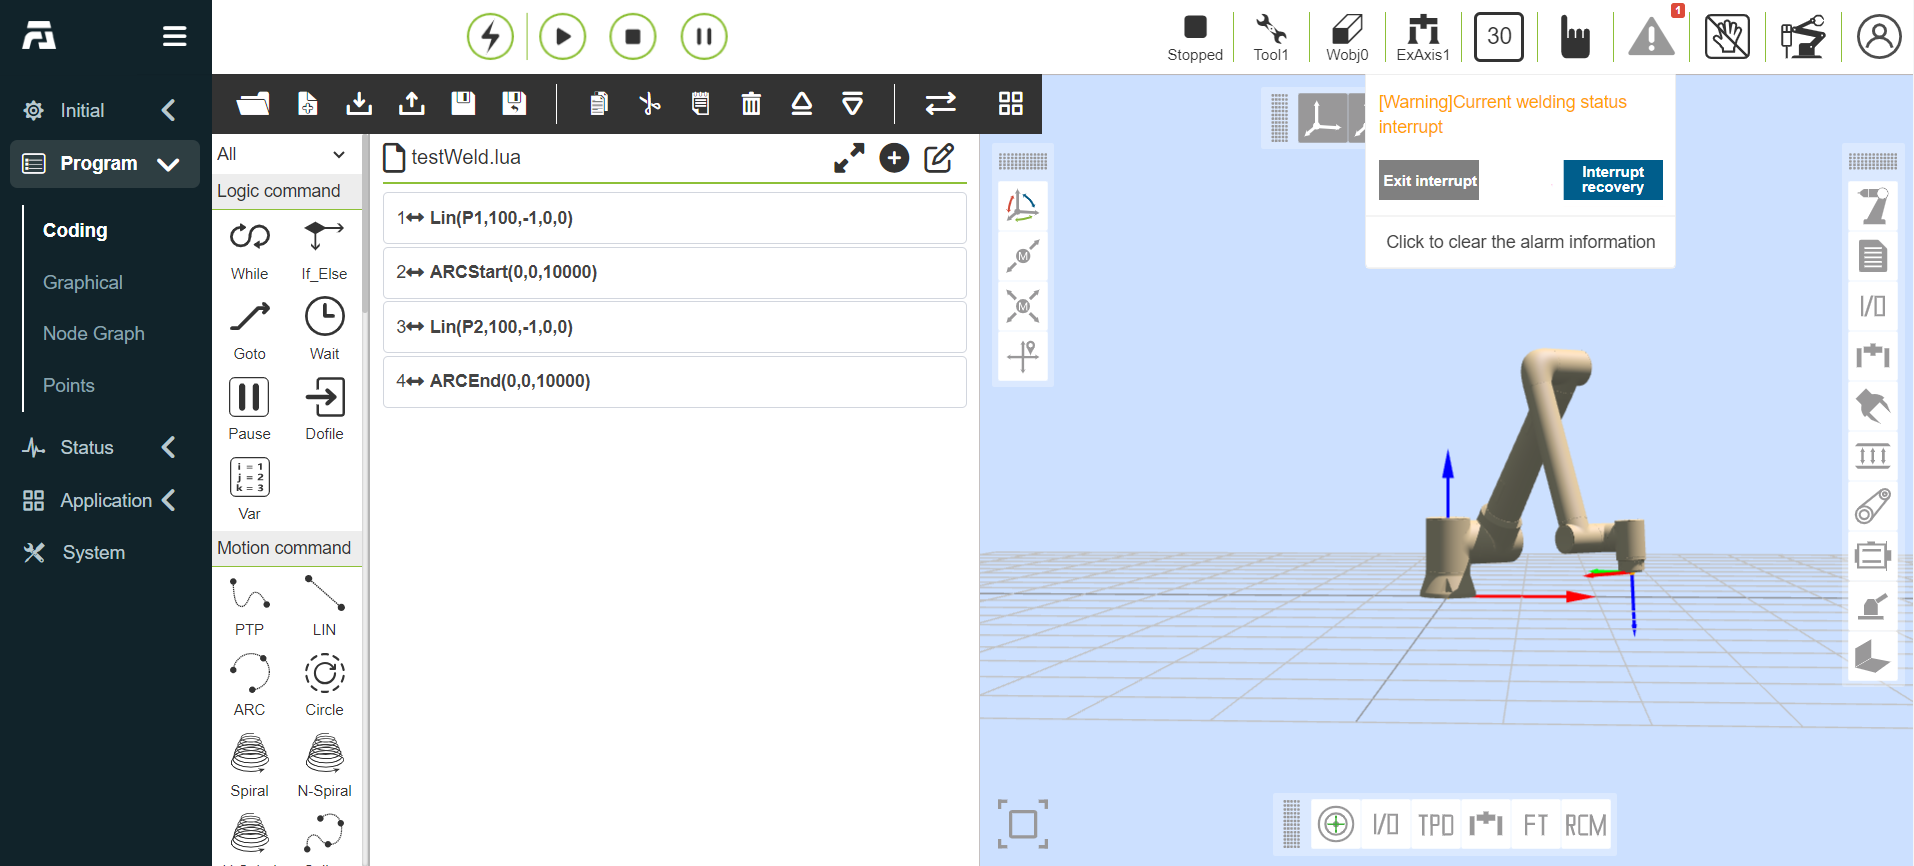 Stopped
Tool1
Wobj0
ExAxis1
30
1
Initial
Program
Coding
Graphical
Node Graph
Points
Status
Application
System
All
Logic command
While
If_Else
Goto
Wait
Pause
Dofile
i = 1
j = 2
k = 3
Var
Motion command
PTP
LIN
ARC
Circle
Spiral
N-Spiral
testWeld.lua
1 Lin(P1,100,-1,0,0)
2 ARCStart(0,0,10000)
3 Lin(P2,100,-1,0,0)
4 ARCEnd(0,0,10000)
[Warning]Current welding status
interrupt
Exit interrupt
Interrupt
recovery
Click to clear the alarm information
M
M
I/O
I/O
TPD
FT
RCM